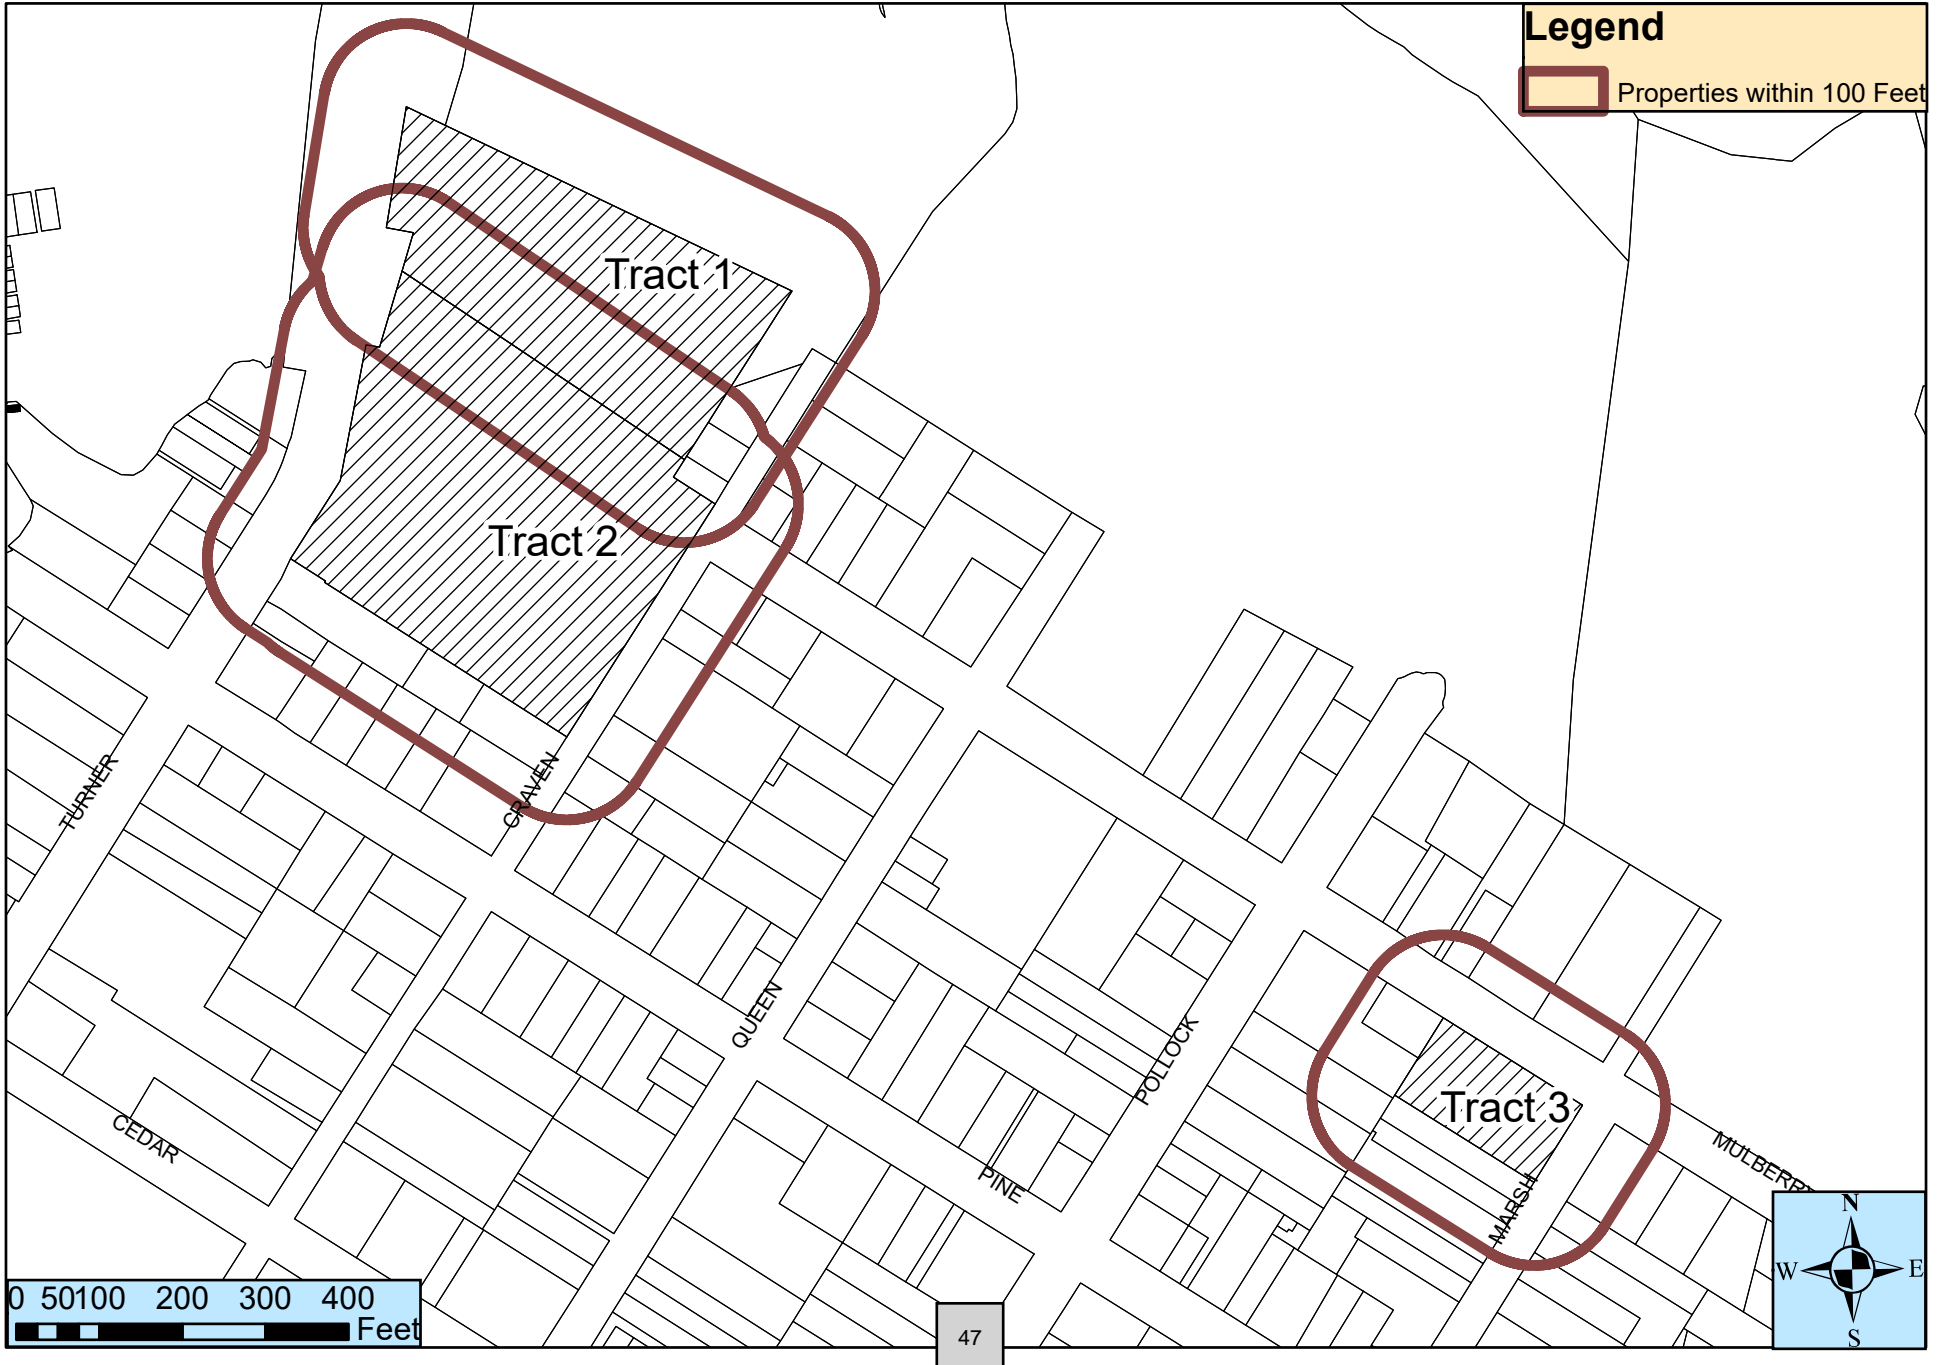 Legend
Properties within 100 Feet
Tract 1
Tract 2
TURNER
CRAVEN
QUEEN
POLLOCK
Tract 3
CEDAR
PINE
MARSH
MULBERRY
N
W E
S
0 50100 200 300 400
Feet
47